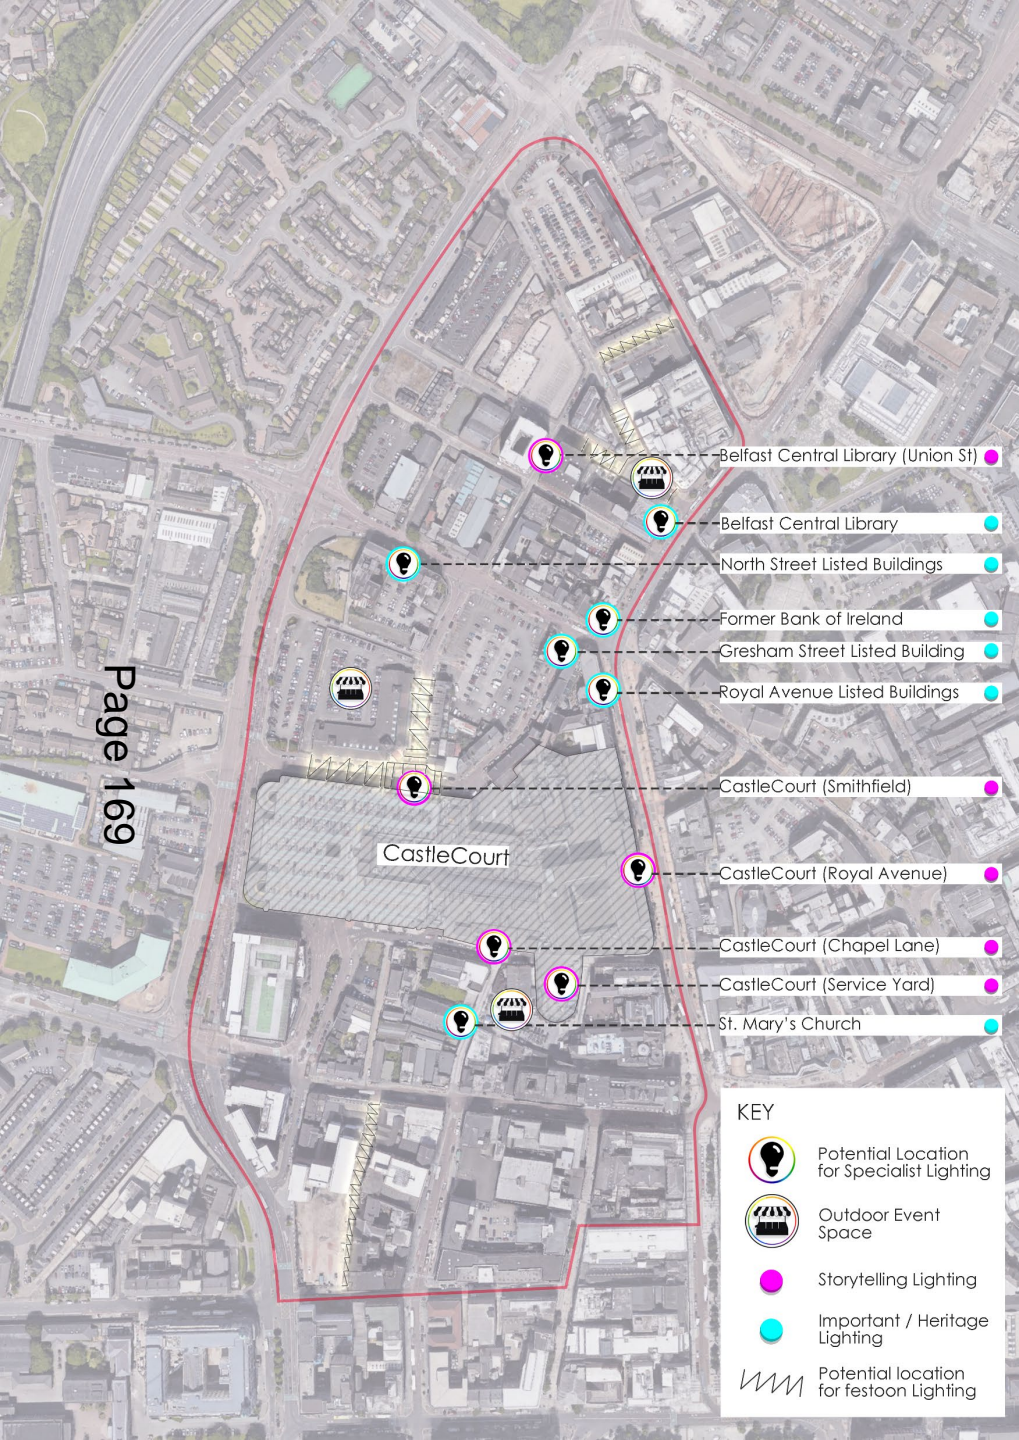 Belfast Central Library (Union St)
Belfast Central Library
North Street Listed Buildings
Former Bank of Ireland
Gresham Street Listed Building
Royal Avenue Listed Buildings
CastleCourt (Smithfield)
CastleCourt
CastleCourt (Royal Avenue)
CastleCourt (Chapel Lane)
CastleCourt (Service Yard)
St. Mary's Church
Page 169
KEY
Potential Location
for Specialist Lighting
Outdoor Event
Space
Storytelling Lighting
Important / Heritage
Lighting
Potential location
for festoon Lighting